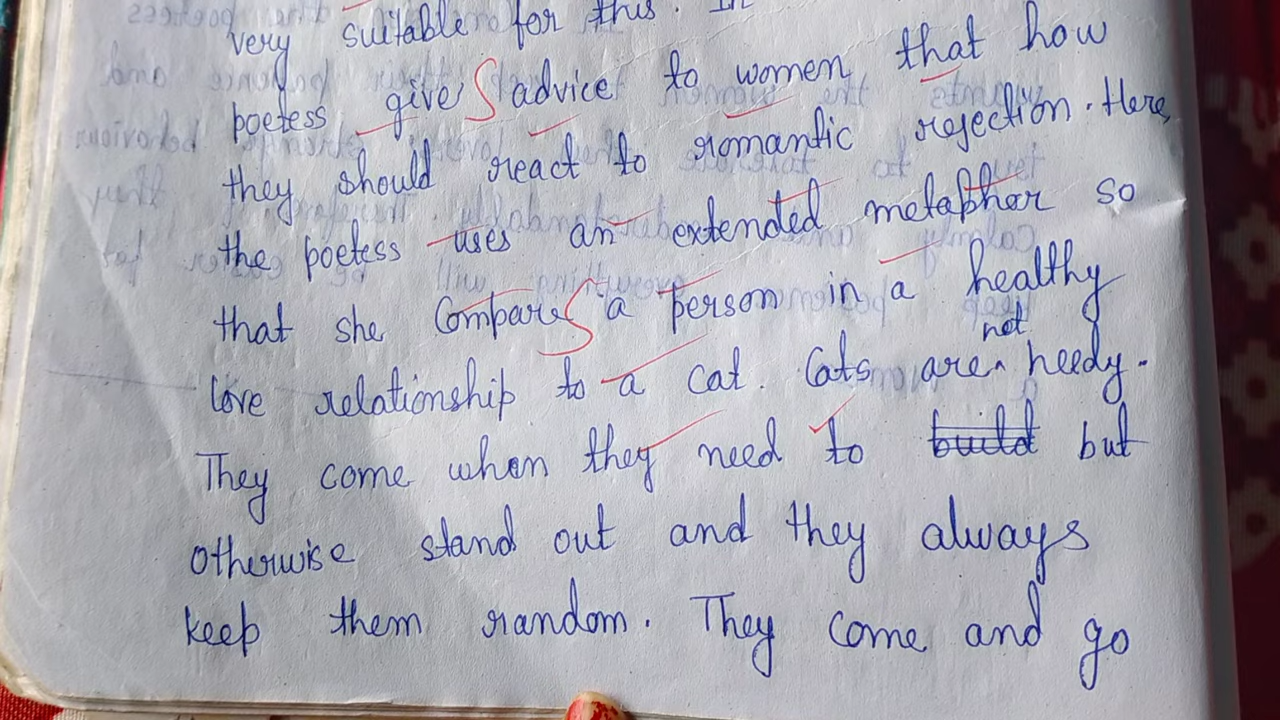 very suitable for this. In
poetess gives advice to women that how
they should react to romantic rejection. Here
the poetess uses an extended metaphor so
that she compares a person in a healthy
love relationship to a cat. Cats are not needy.
They come when they need to build but
otherwise stand out and they always
keep them random. They come and go